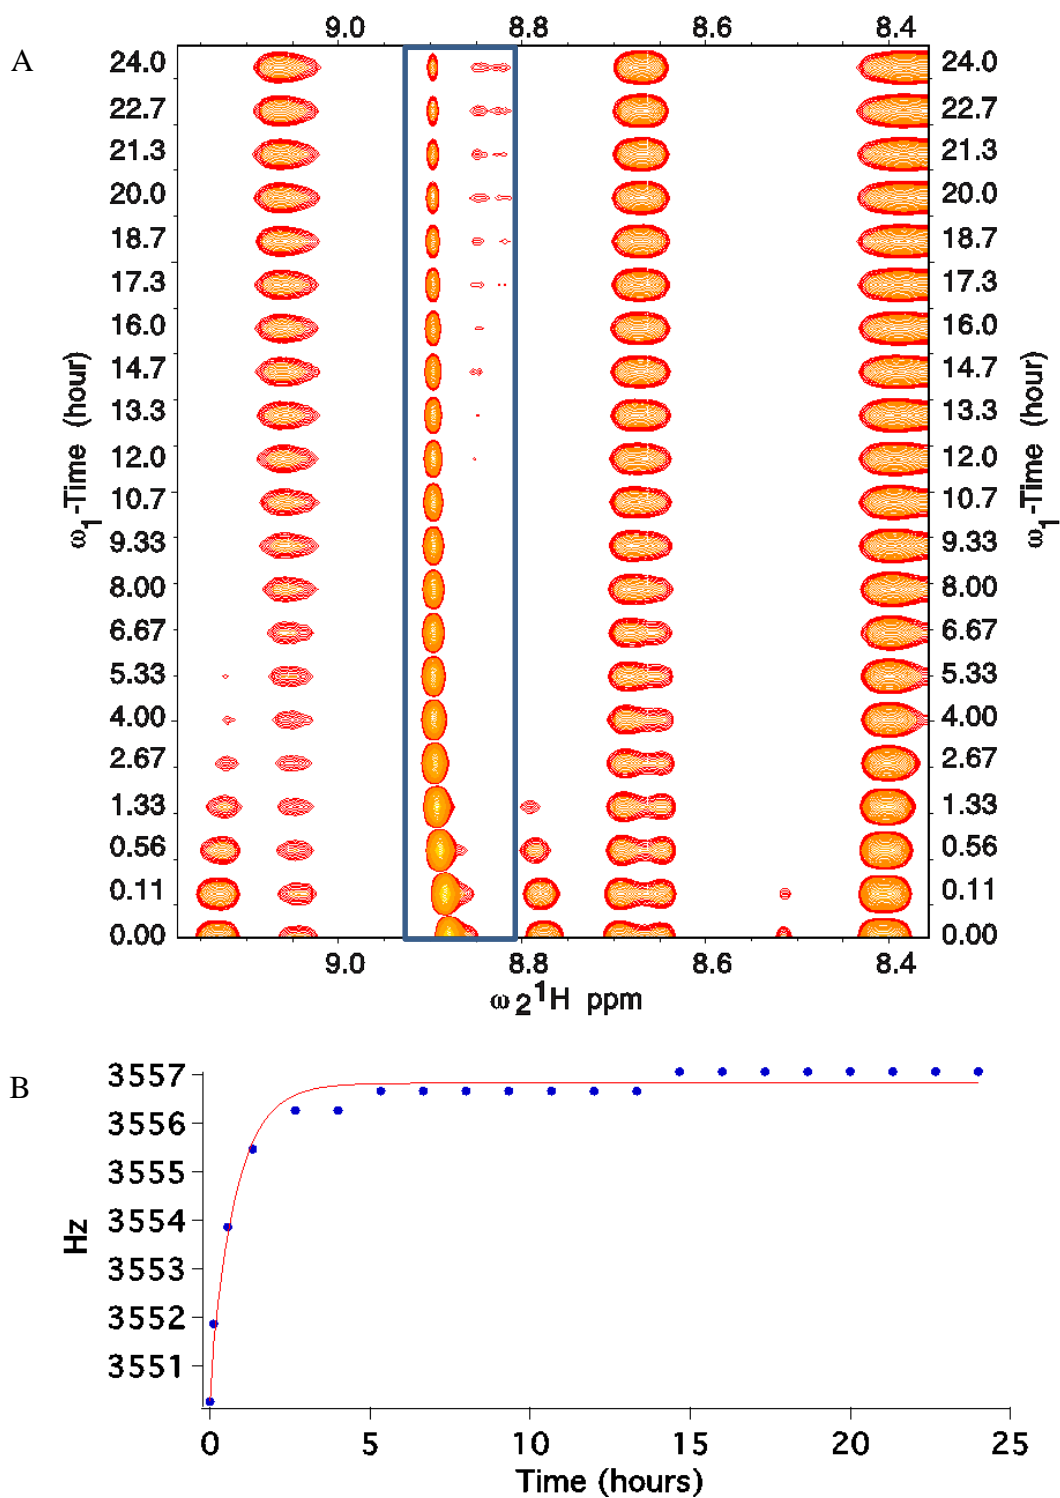 A
9.0 8.8 8.6 8.4
24.0 24.0
22.7 22.7
21.3 21.3
20.0 20.0
18.7 18.7
17.3 17.3
16.0 16.0
14.7 14.7
13.3 13.3
12.0 12.0
10.7 10.7
9.33 9.33
8.00 8.00
6.67 6.67
5.33 5.33
4.00 4.00
2.67 2.67
1.33 1.33
0.56 0.56
0.11 0.11
0.00 0.00
ω1-Time (hour)
ω1-Time (hour)
9.0 8.8 8.6 8.4
ω2 1H ppm
B
3557
3556
3555
3554
3553
3552
3551
Hz
0 5 10 15 20 25
Time (hours)